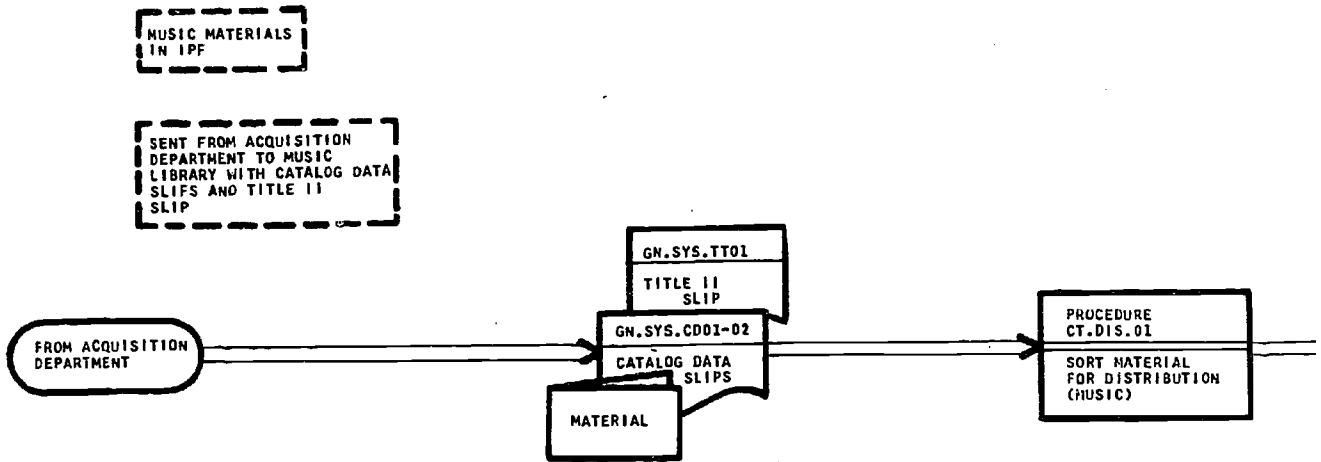 MUSIC MATERIALS
IN IPF
SENT FROM ACQUISITION
DEPARTMENT TO MUSIC
LIBRARY WITH CATALOG DATA
SLIFS AND TITLE II
SLIP
GN.SYS.TT01
TITLE II
SLIP
FROM ACQUISITION
DEPARTMENT
GN.SYS.CD01-02
CATALOG DATA
SLIPS
MATERIAL
PROCEDURE
CT.DIS.01
SORT MATERIAL
FOR DISTRIBUTION
(MUSIC)